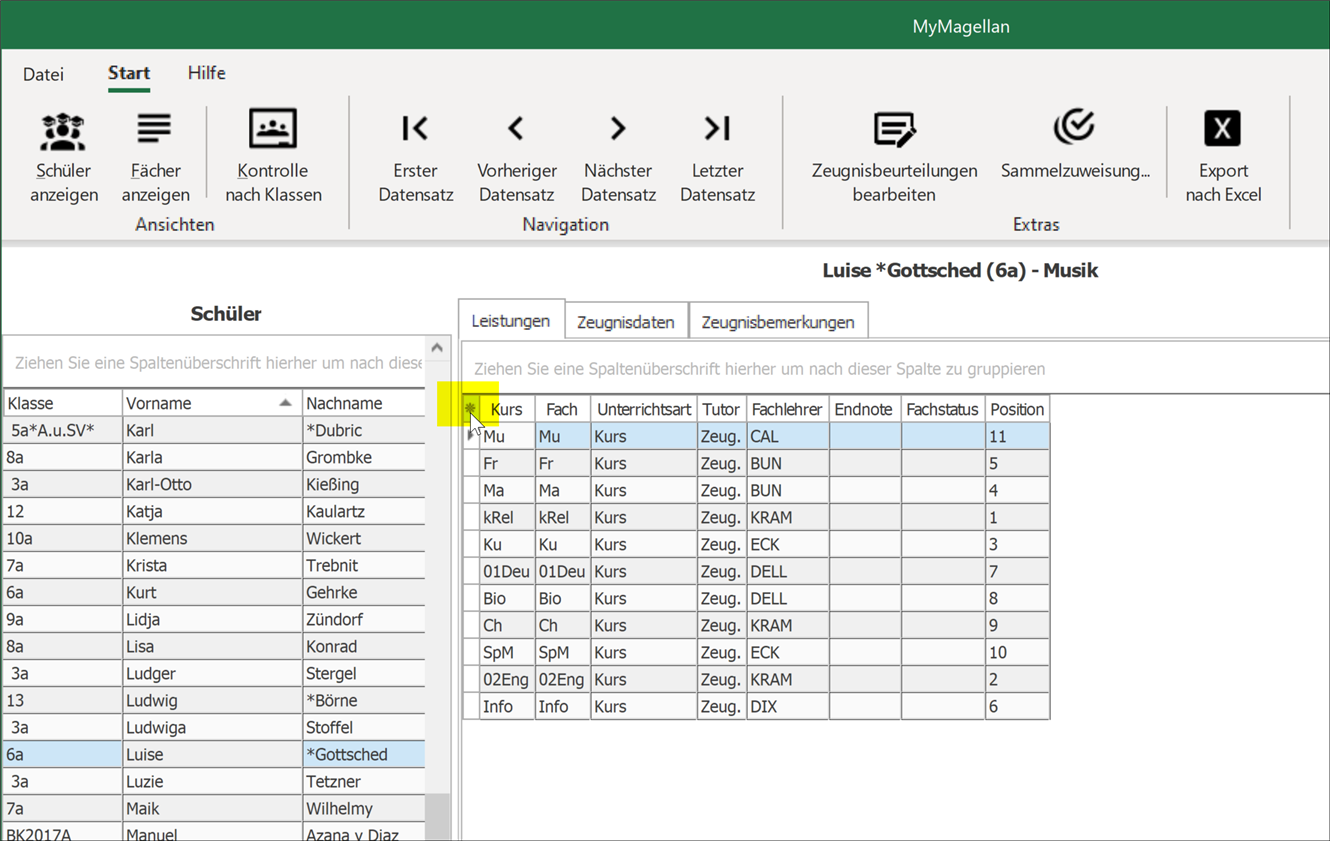 MyMagellan
Datei Start Hilfe
Schüler anzeigen
Fächer anzeigen
Kontrolle nach Klassen
Ansichten
Erster Datensatz
Vorheriger Datensatz
Nächster Datensatz
Letzter Datensatz
Navigation
Zeugnisbeurteilungen bearbeiten
Sammelzuweisung...
Export nach Excel
Extras
Luise *Gottsched (6a) - Musik
Schüler
Ziehen Sie eine Spaltenüberschrift hierher um nach diese
Klasse Vorname Nachname
5a*A.u.SV* Karl *Dubric
8a Karla Grombke
3a Karl-Otto Kießing
12 Katja Kaulartz
10a Klemens Wickert
7a Krista Trebnit
6a Kurt Gehrke
9a Lidja Zündorf
8a Lisa Konrad
3a Ludger Stergel
13 Ludwig *Börne
3a Ludwiga Stoffel
6a Luise *Gottsched
3a Luzie Tetzner
7a Maik Wilhelmy
BK2017A Manuel Azana y Diaz
Leistungen Zeugnisdaten Zeugnisbemerkungen
Ziehen Sie eine Spaltenüberschrift hierher um nach dieser Spalte zu gruppieren
Kurs Fach Unterrichtsart Tutor Fachlehrer Endnote Fachstatus Position
Mu Mu Kurs Zeug. CAL 11
Fr Fr Kurs Zeug. BUN 5
Ma Ma Kurs Zeug. BUN 4
kRel kRel Kurs Zeug. KRAM 1
Ku Ku Kurs Zeug. ECK 3
01Deu 01Deu Kurs Zeug. DELL 7
Bio Bio Kurs Zeug. DELL 8
Ch Ch Kurs Zeug. KRAM 9
SpM SpM Kurs Zeug. ECK 10
02Eng 02Eng Kurs Zeug. KRAM 2
Info Info Kurs Zeug. DIX 6